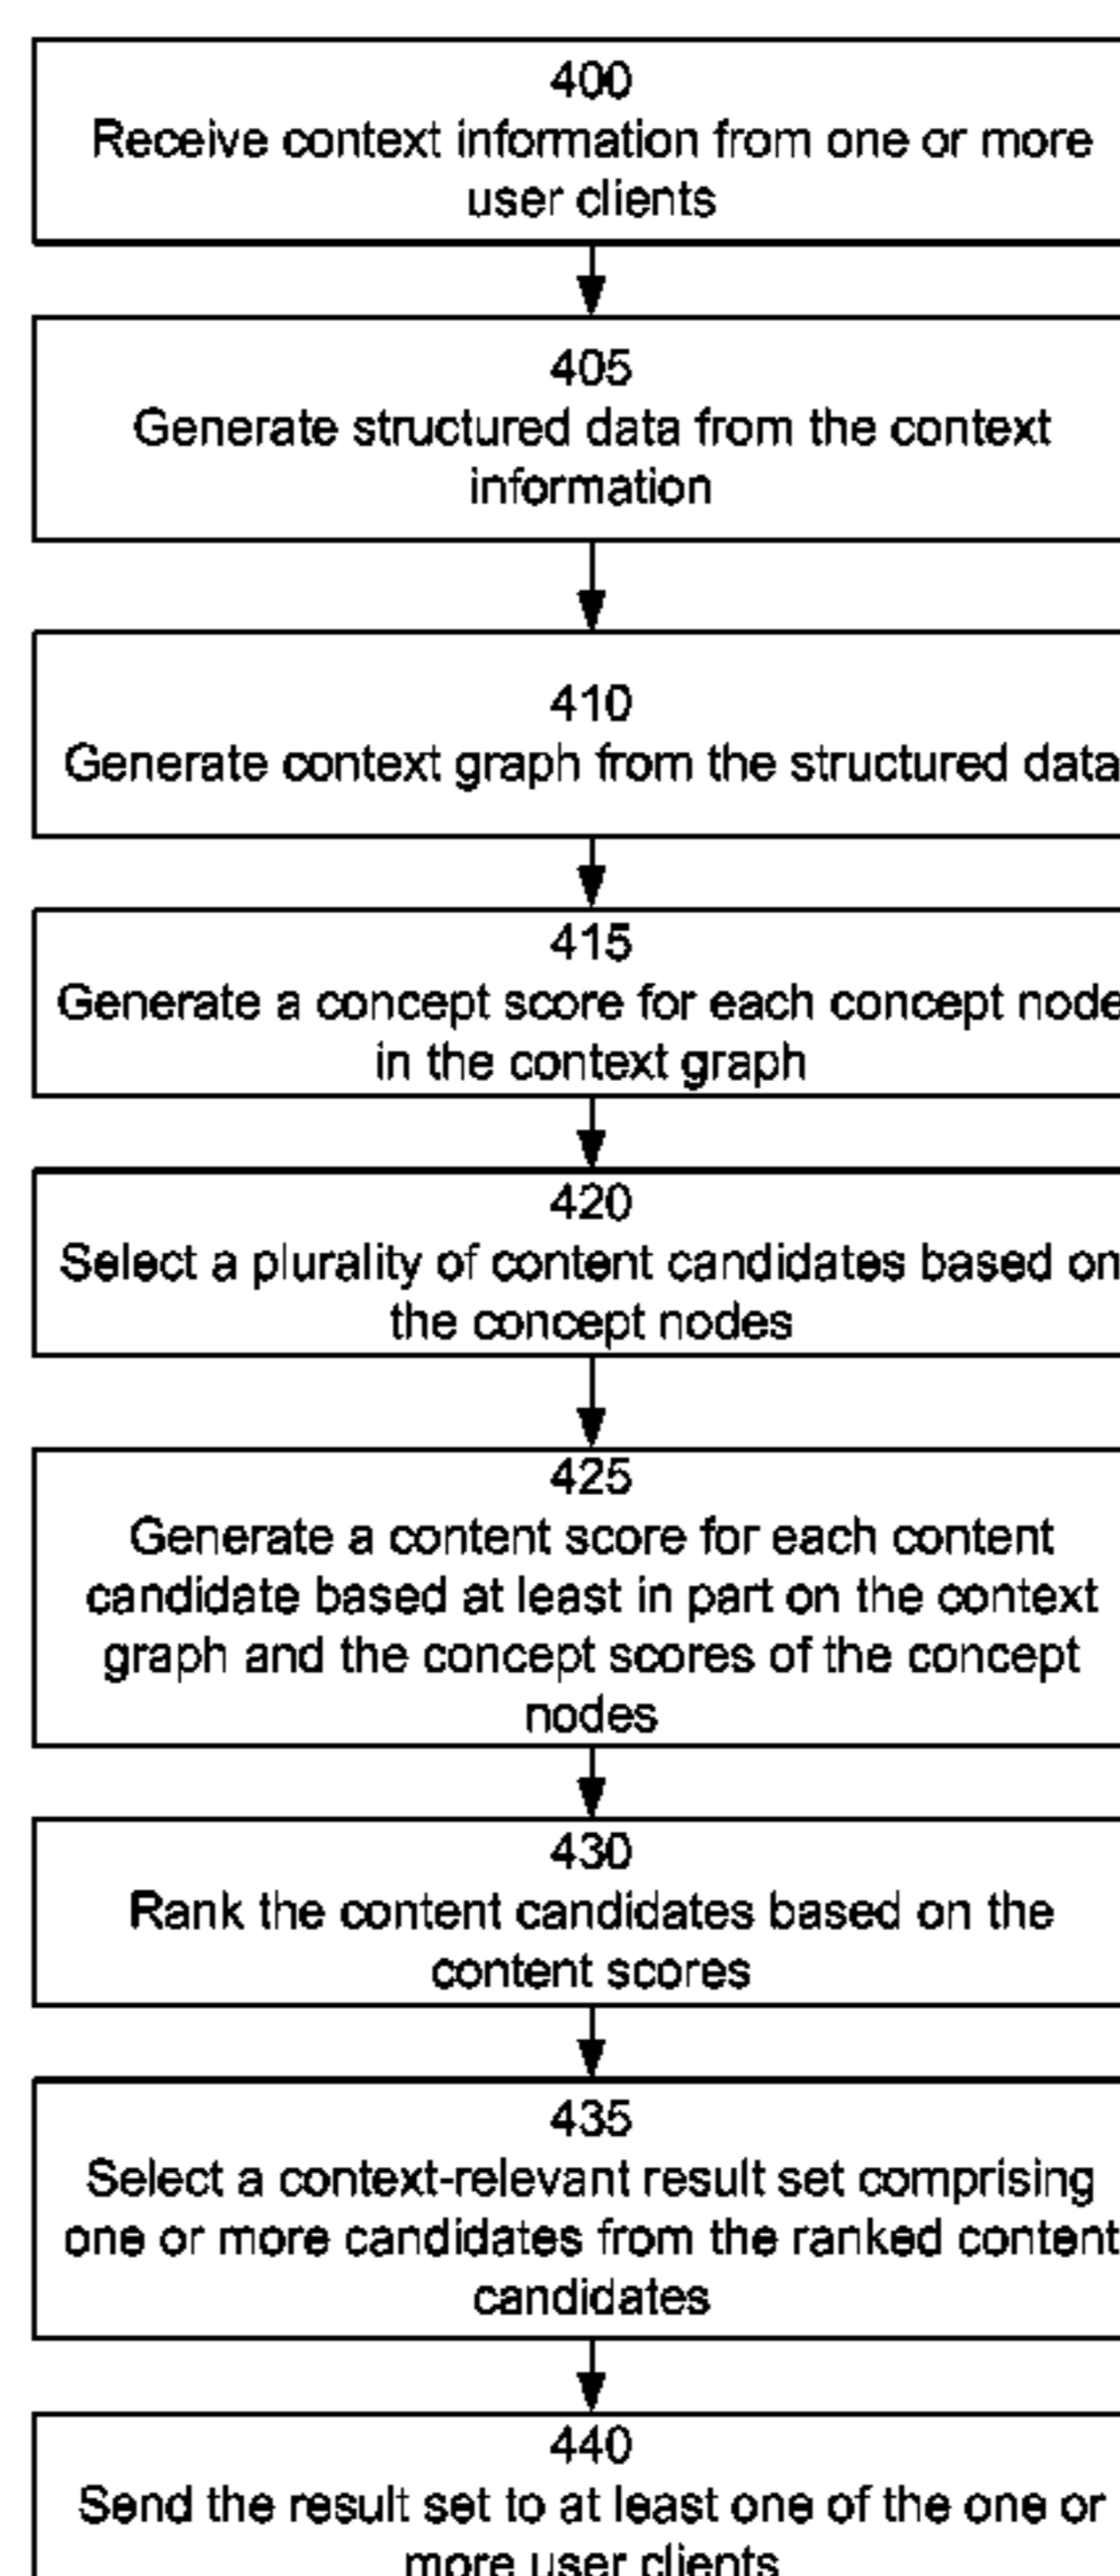 400
Receive context information from one or more
user clients
405
Generate structured data from the context
information
410
Generate context graph from the structured data
415
Generate a concept score for each concept node
in the context graph
420
Select a plurality of content candidates based on
the concept nodes
425
Generate a content score for each content
candidate based at least in part on the context
graph and the concept scores of the concept
nodes
430
Rank the content candidates based on the
content scores
435
Select a context-relevant result set comprising
one or more candidates from the ranked content
candidates
440
Send the result set to at least one of the one or
more user clients